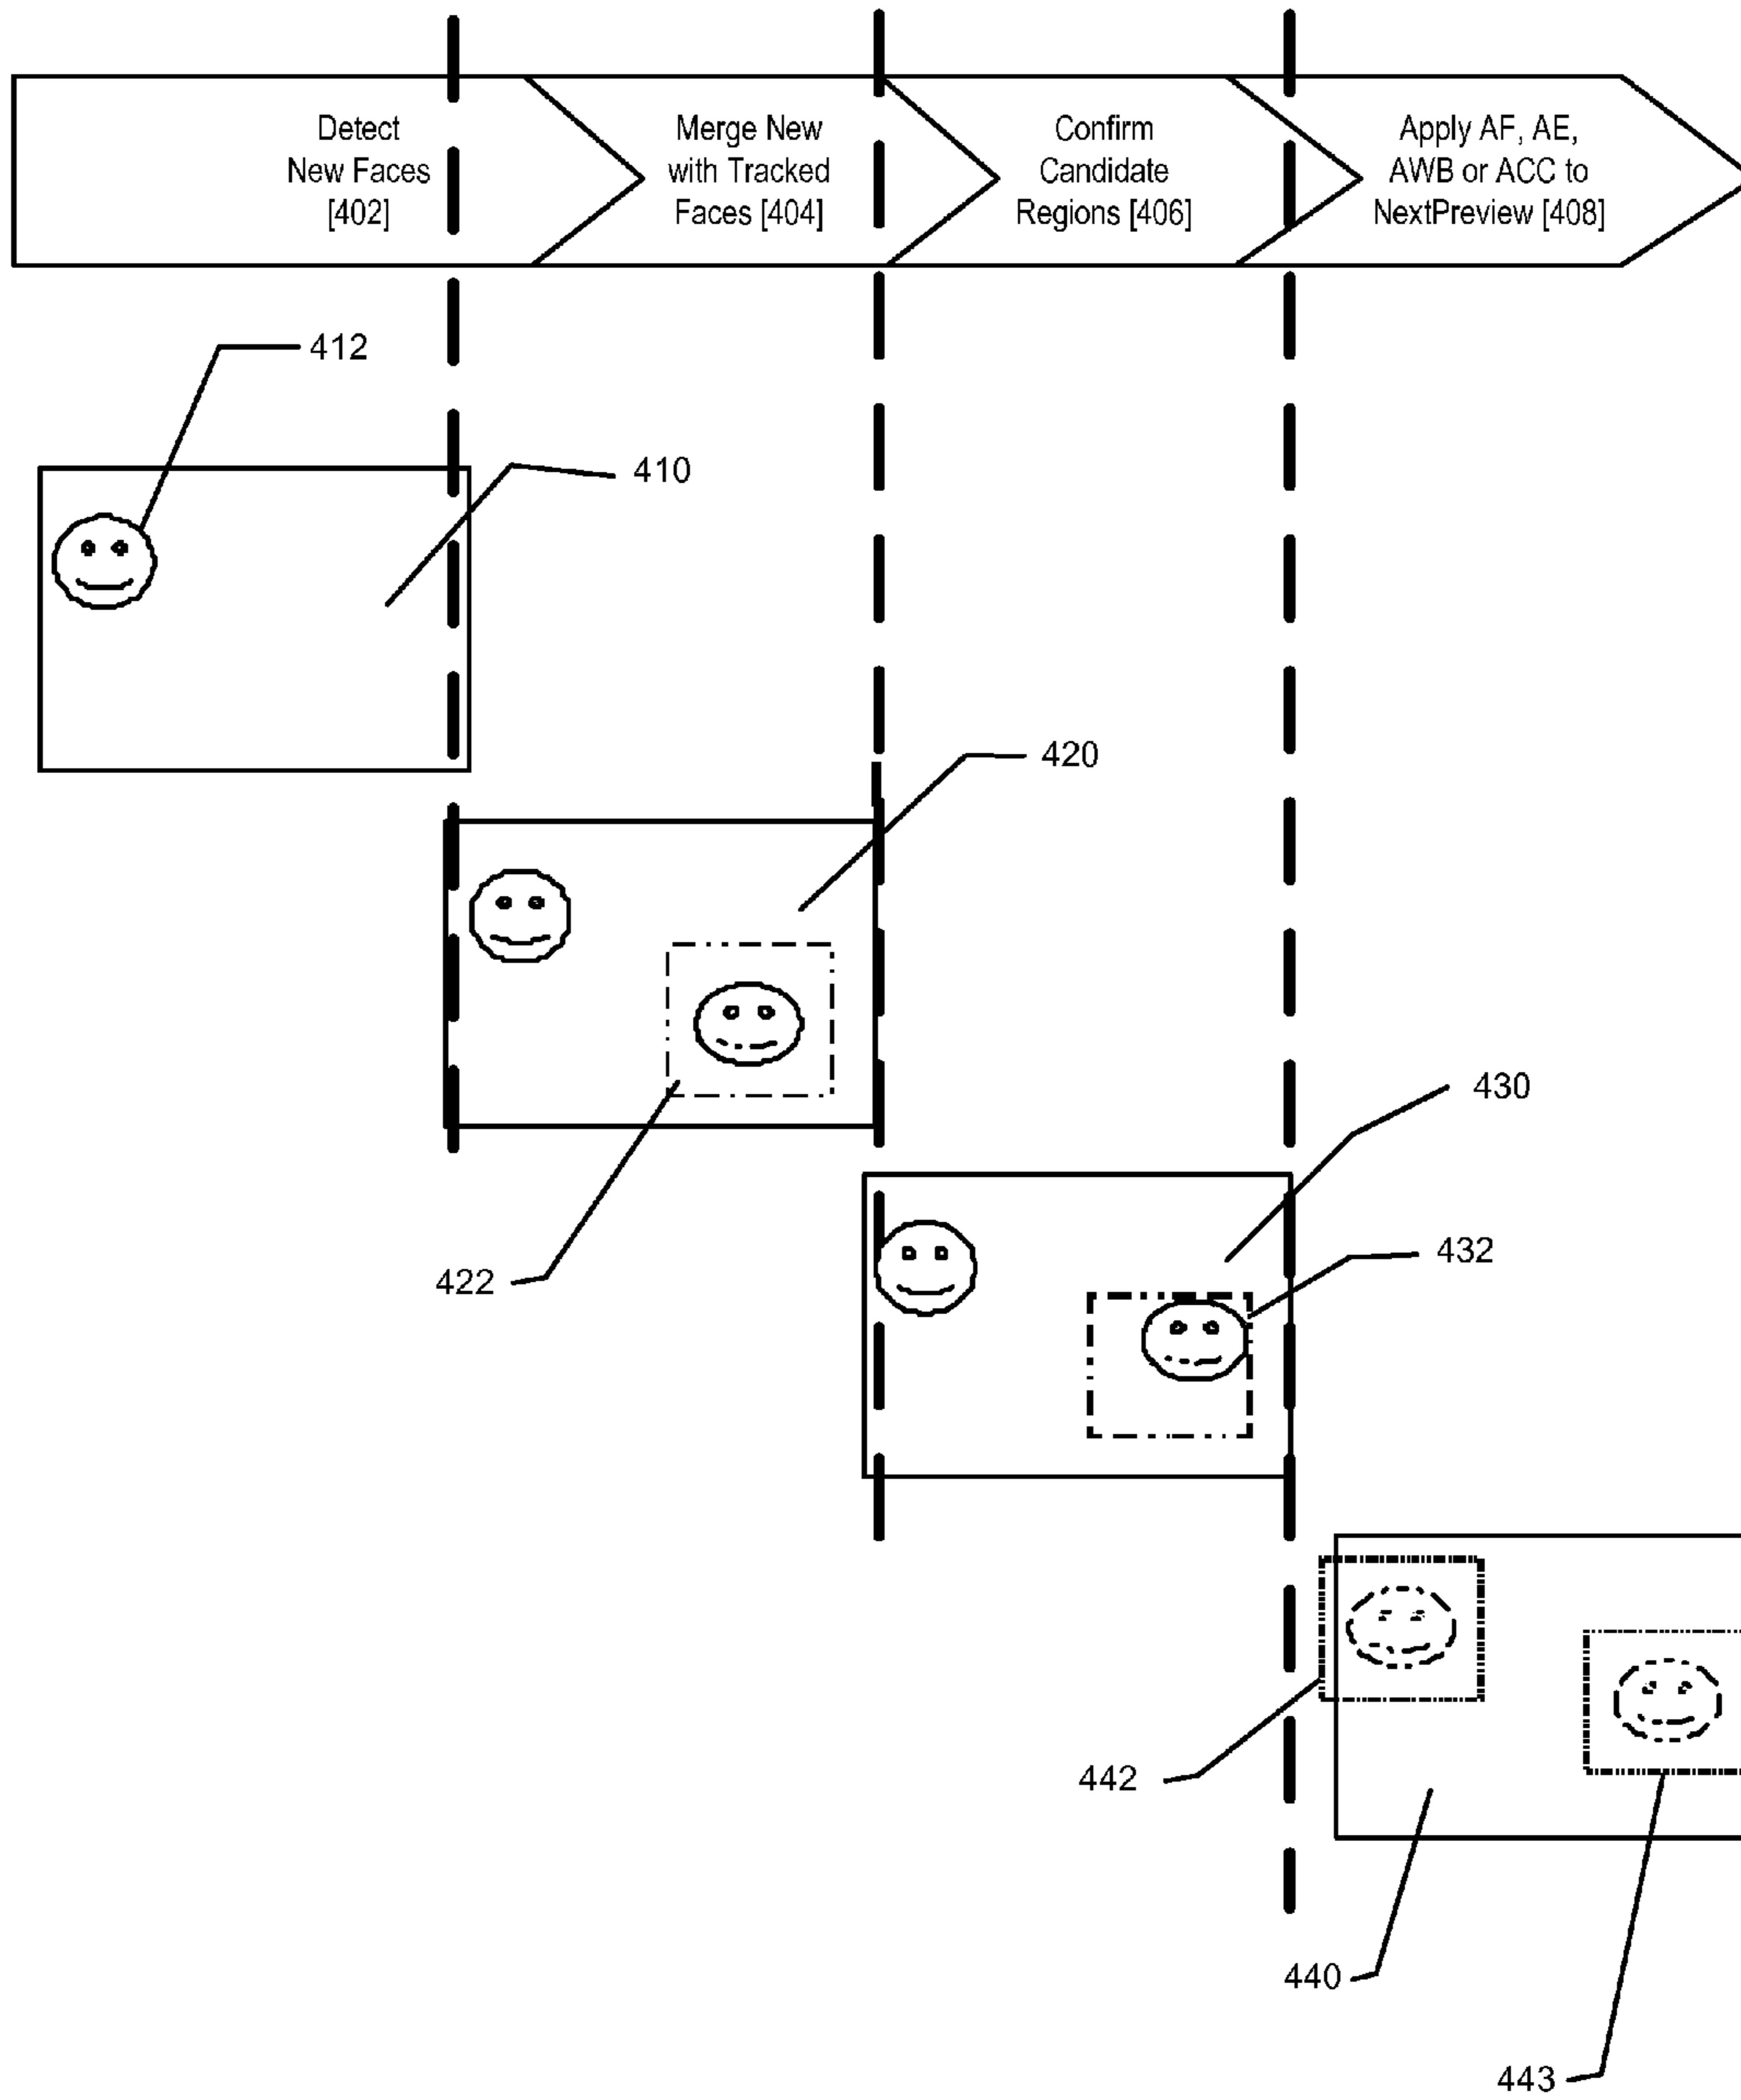 Detect
New Faces
[402]
Merge New
with Tracked
Faces [404]
Confirm
Candidate
Regions [406]
Apply AF, AE,
AWB or ACC to
NextPreview [408]
412
410
420
422
430
432
442
440
443